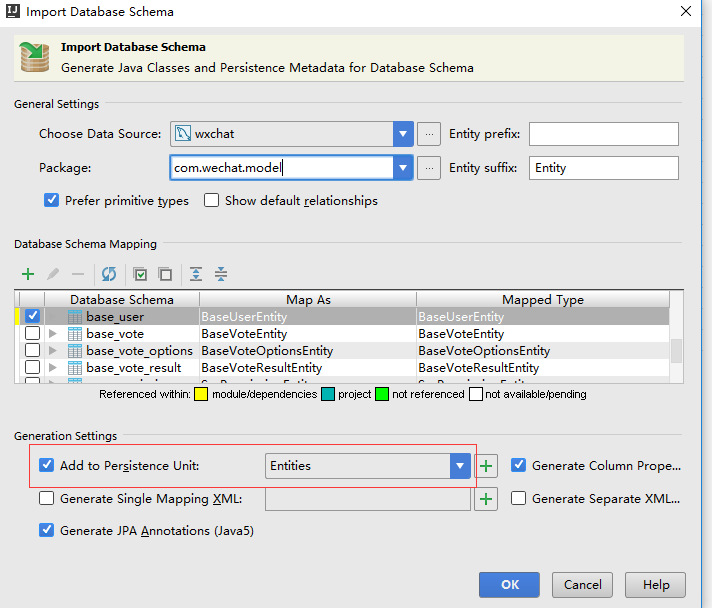 Import Database Schema
Import Database Schema
Generate Java Classes and Persistence Metadata for Database Schema
General Settings
Choose Data Source: wxchat ... Entity prefix:
Package: com.wechat.model ... Entity suffix: Entity
Prefer primitive types Show default relationships
Database Schema Mapping
Database Schema Map As Mapped Type
base_user BaseUserEntity BaseUserEntity
base_vote BaseVoteEntity BaseVoteEntity
base_vote_options BaseVoteOptionsEntity BaseVoteOptionsEntity
base_vote_result BaseVoteResultEntity BaseVoteResultEntity
Referenced within: module/dependencies project not referenced not available/pending
Generation Settings
Add to Persistence Unit: Entities Generate Column Prope...
Generate Single Mapping XML: Generate Separate XML...
Generate JPA Annotations (Java5)
OK Cancel Help